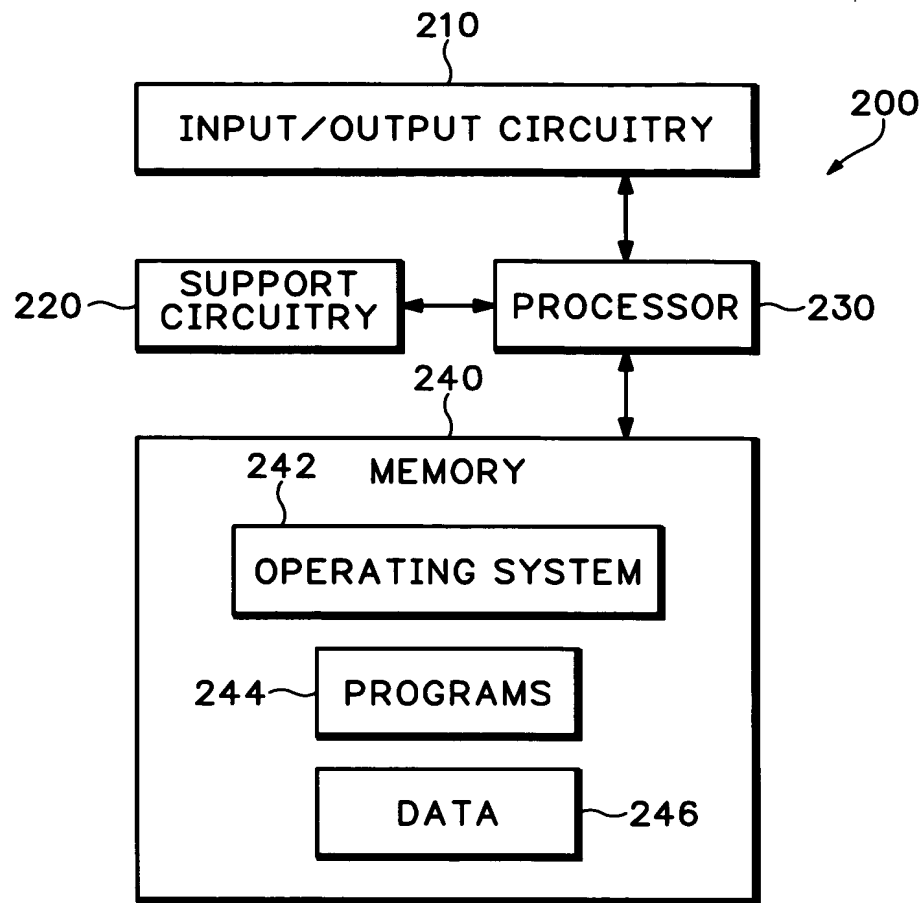 210
INPUT/OUTPUT CIRCUITRY
200
SUPPORT
CIRCUITRY
220
PROCESSOR
230
240
MEMORY
242
OPERATING SYSTEM
244
PROGRAMS
DATA
246